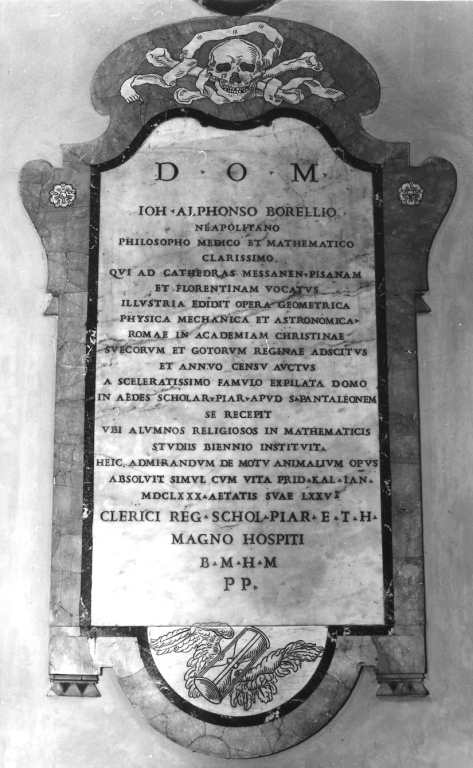 D · O · M ·
IOH · ALPHONSO BORELLIO
NEAPOLITANO
PHILOSOPHO MEDICO ET MATHEMATICO
CLARISSIMO
QVI AD CATHEDRAS MESSANEN · PISANAM
ET FLORENTINAM VOCATVS
ILLVSTRIA EDIDIT OPERA GEOMETRICA
PHYSICA MECHANICA ET ASTRONOMICA ·
ROMAE IN ACADEMIAM CHRISTINAE
SVECORVM ET GOTORVM REGINAE ADSCITVS
ET ANNVO CENSV AVCTVS
A SCELERATISSIMO FAMVLO EXPILATA DOMO
IN AEDES SCHOLAR · PIAR · APVD S · PANTALEONEM
SE RECEPIT
VBI ALVMNOS RELIGIOSOS IN MATHEMATICIS
STVDIIS BIENNIO INSTITVIT ·
HEIC · ADMIRANDVM DE MOTV ANIMALIVM OPVS
ABSOLVIT SIMVL CVM VITA PRID · KAL · IAN ·
MDCLXXX · AETATIS SVAE LXXV ·
CLERICI REG · SCHOL · PIAR · E · T · H ·
MAGNO HOSPITI
B · M · H · M
P P ·